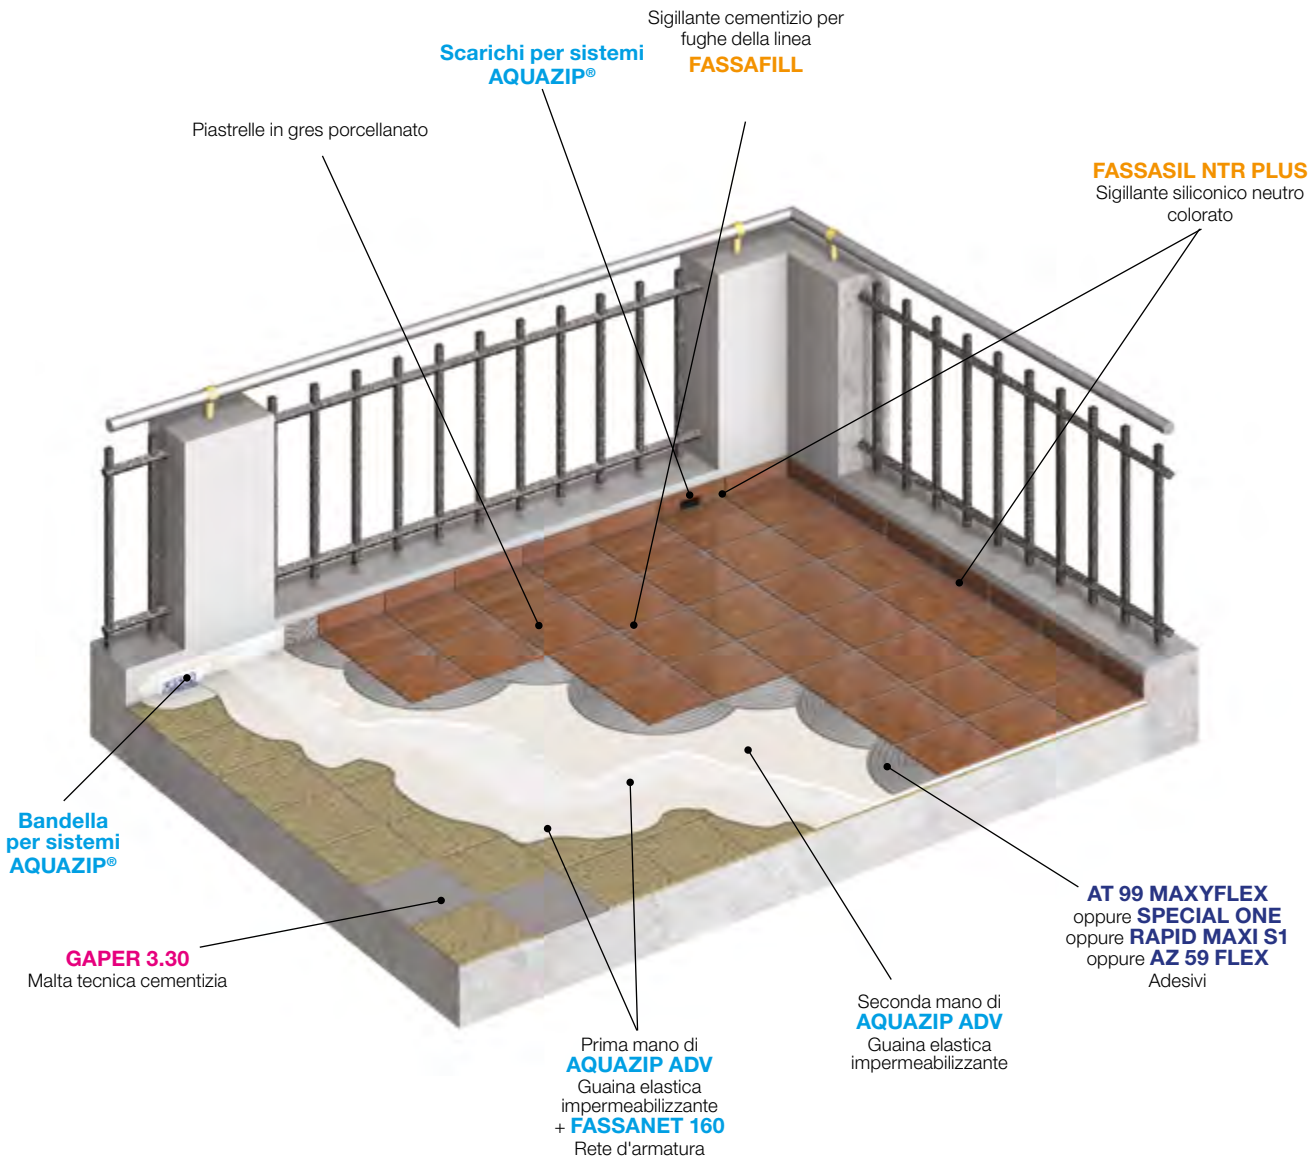 Sigillante cementizio per
fughe della linea
FASSAFILL
Scarichi per sistemi
AQUAZIP®
Piastrelle in gres porcellanato
FASSASIL NTR PLUS
Sigillante siliconico neutro
colorato
Bandella
per sistemi
AQUAZIP®
GAPER 3.30
Malta tecnica cementizia
Prima mano di
AQUAZIP ADV
Guaina elastica
impermeabilizzante
+ FASSANET 160
Rete d'armatura
Seconda mano di
AQUAZIP ADV
Guaina elastica
impermeabilizzante
AT 99 MAXYFLEX
oppure SPECIAL ONE
oppure RAPID MAXI S1
oppure AZ 59 FLEX
Adesivi